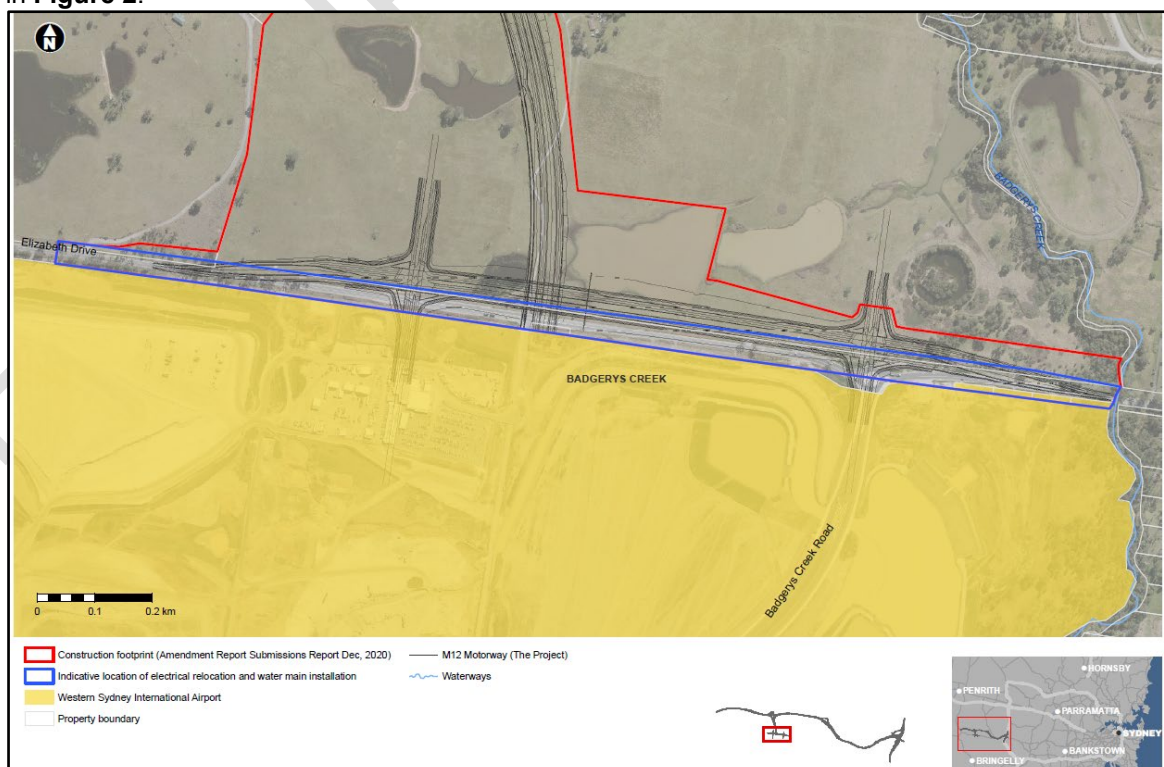 in Figure 2.
N
BADGERYS CREEK
Elizabeth Drive
BADGERYS CREEK
Badgerys Creek Road
0 0.1 0.2 km
Construction footprint (Amendment Report Submissions Report Dec, 2020)
Indicative location of electrical relocation and water main installation
Western Sydney International Airport
Property boundary
M12 Motorway (The Project)
Waterways
HORNSBY
PENRITH
PARRAMATTA
SYDNEY
BANKSTOWN
BRINGELLY